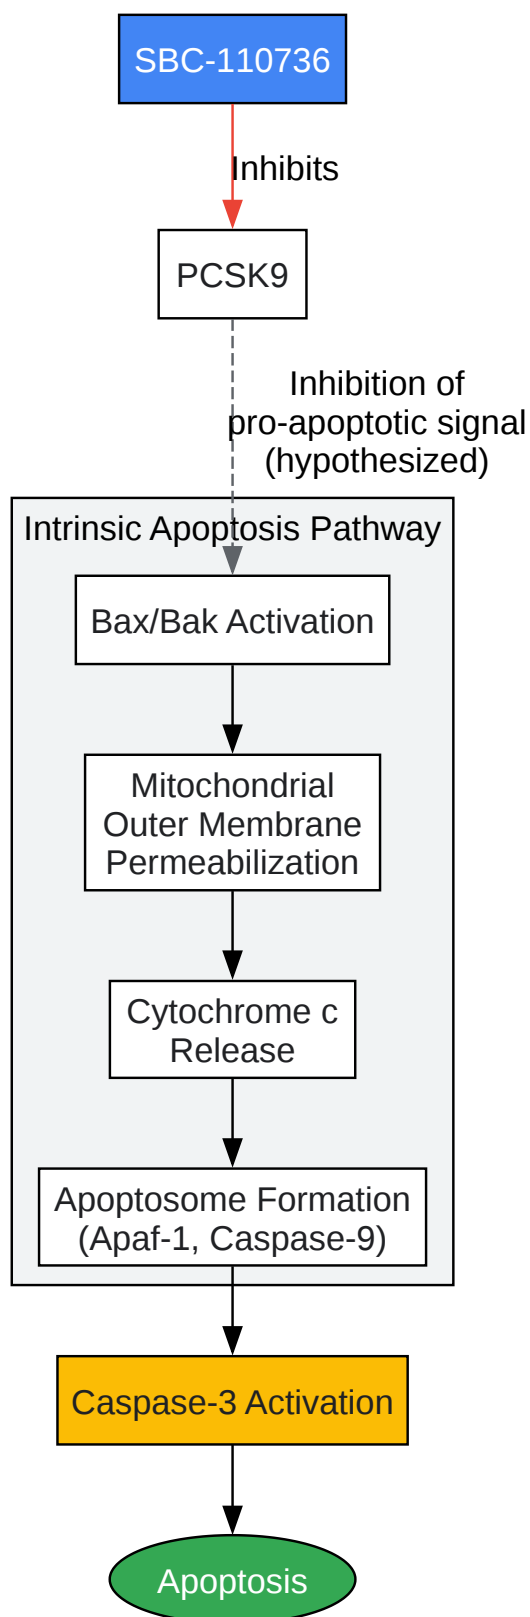 SBC-110736
Inhibits
PCSK9
Inhibition of
pro-apoptotic signal
(hypothesized)
Intrinsic Apoptosis Pathway
Bax/Bak Activation
Mitochondrial
Outer Membrane
Permeabilization
Cytochrome c
Release
Apoptosome Formation
(Apaf-1, Caspase-9)
Caspase-3 Activation
Apoptosis